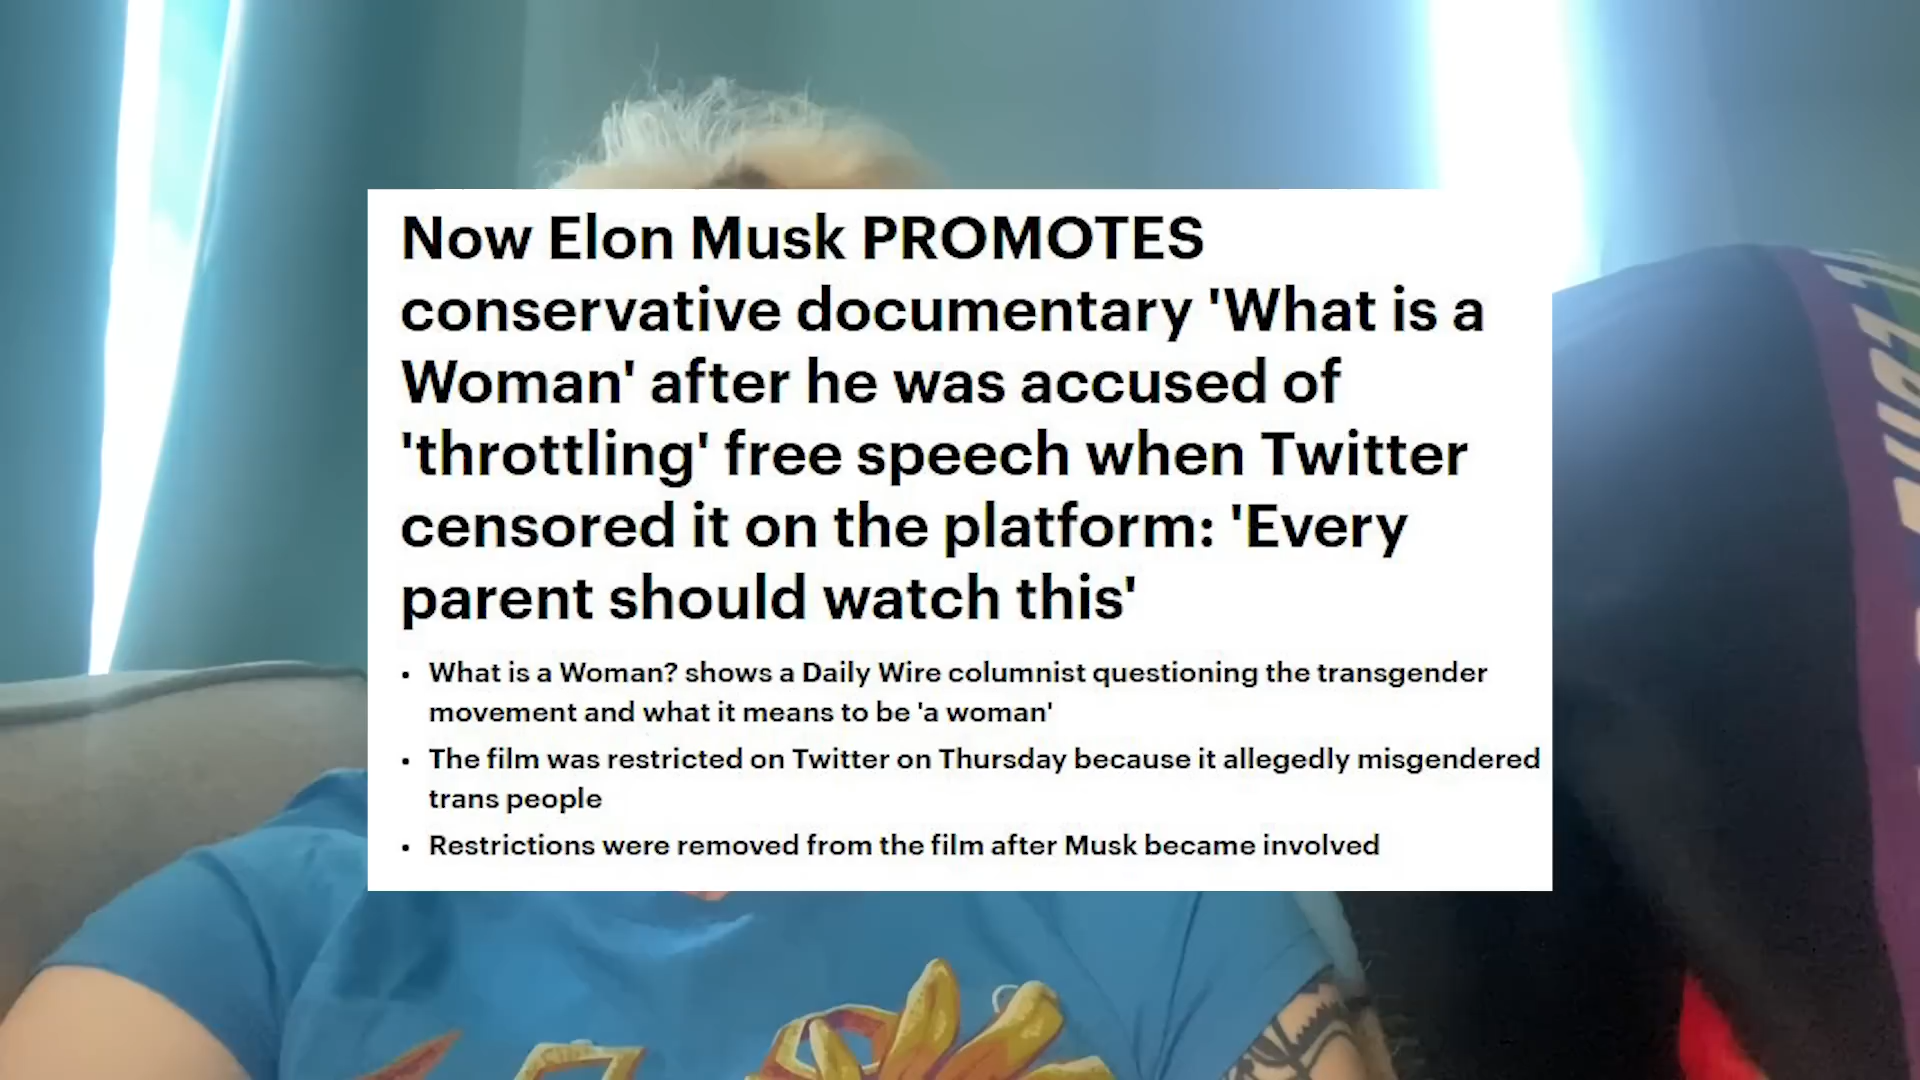 Now Elon Musk PROMOTES
conservative documentary 'What is a
Woman' after he was accused of
'throttling' free speech when Twitter
censored it on the platform: 'Every
parent should watch this'
• What is a Woman? shows a Daily Wire columnist questioning the transgender
movement and what it means to be 'a woman'
• The film was restricted on Twitter on Thursday because it allegedly misgendered
trans people
• Restrictions were removed from the film after Musk became involved